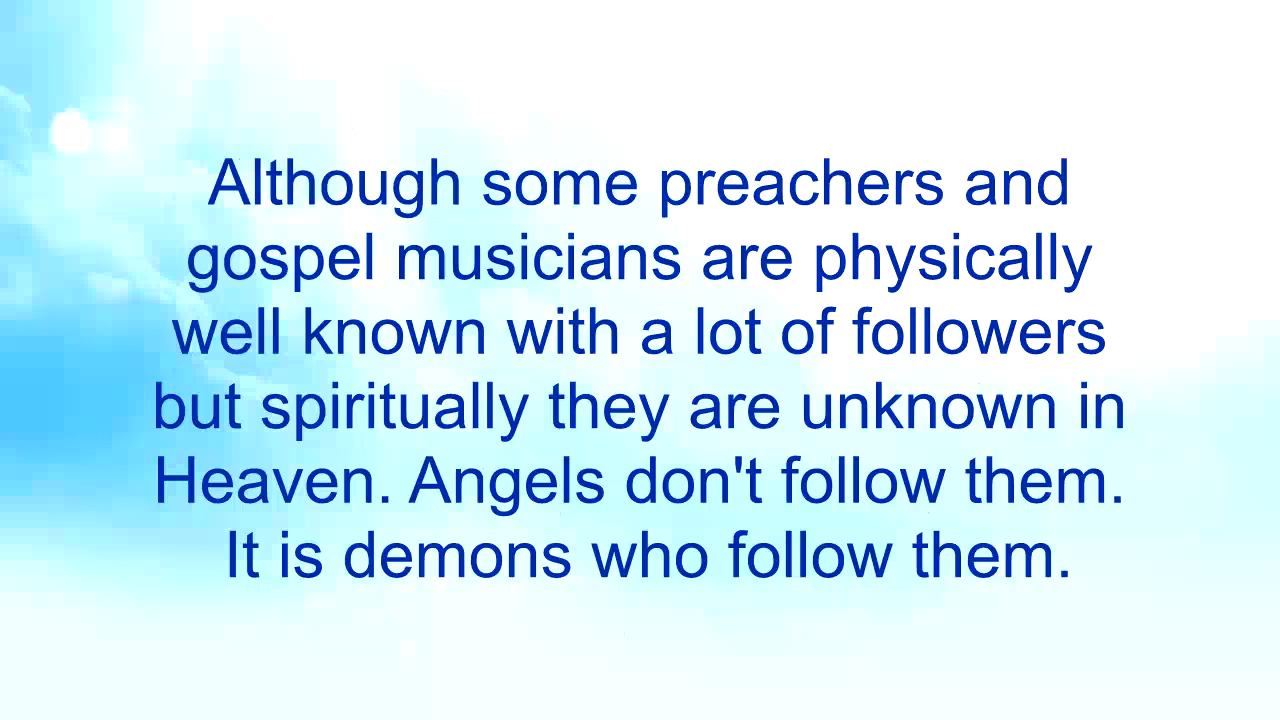 Although some preachers and
gospel musicians are physically
well known with a lot of followers
but spiritually they are unknown in
Heaven. Angels don't follow them.
It is demons who follow them.